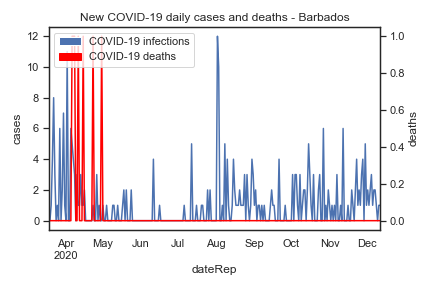 New COVID-19 daily cases and deaths - Barbados
COVID-19 infections
COVID-19 deaths
12
10
8
6
4
2
0
cases
1.0
0.8
0.6
0.4
0.2
0.0
deaths
Apr May Jun Jul Aug Sep Oct Nov Dec
2020
dateRep